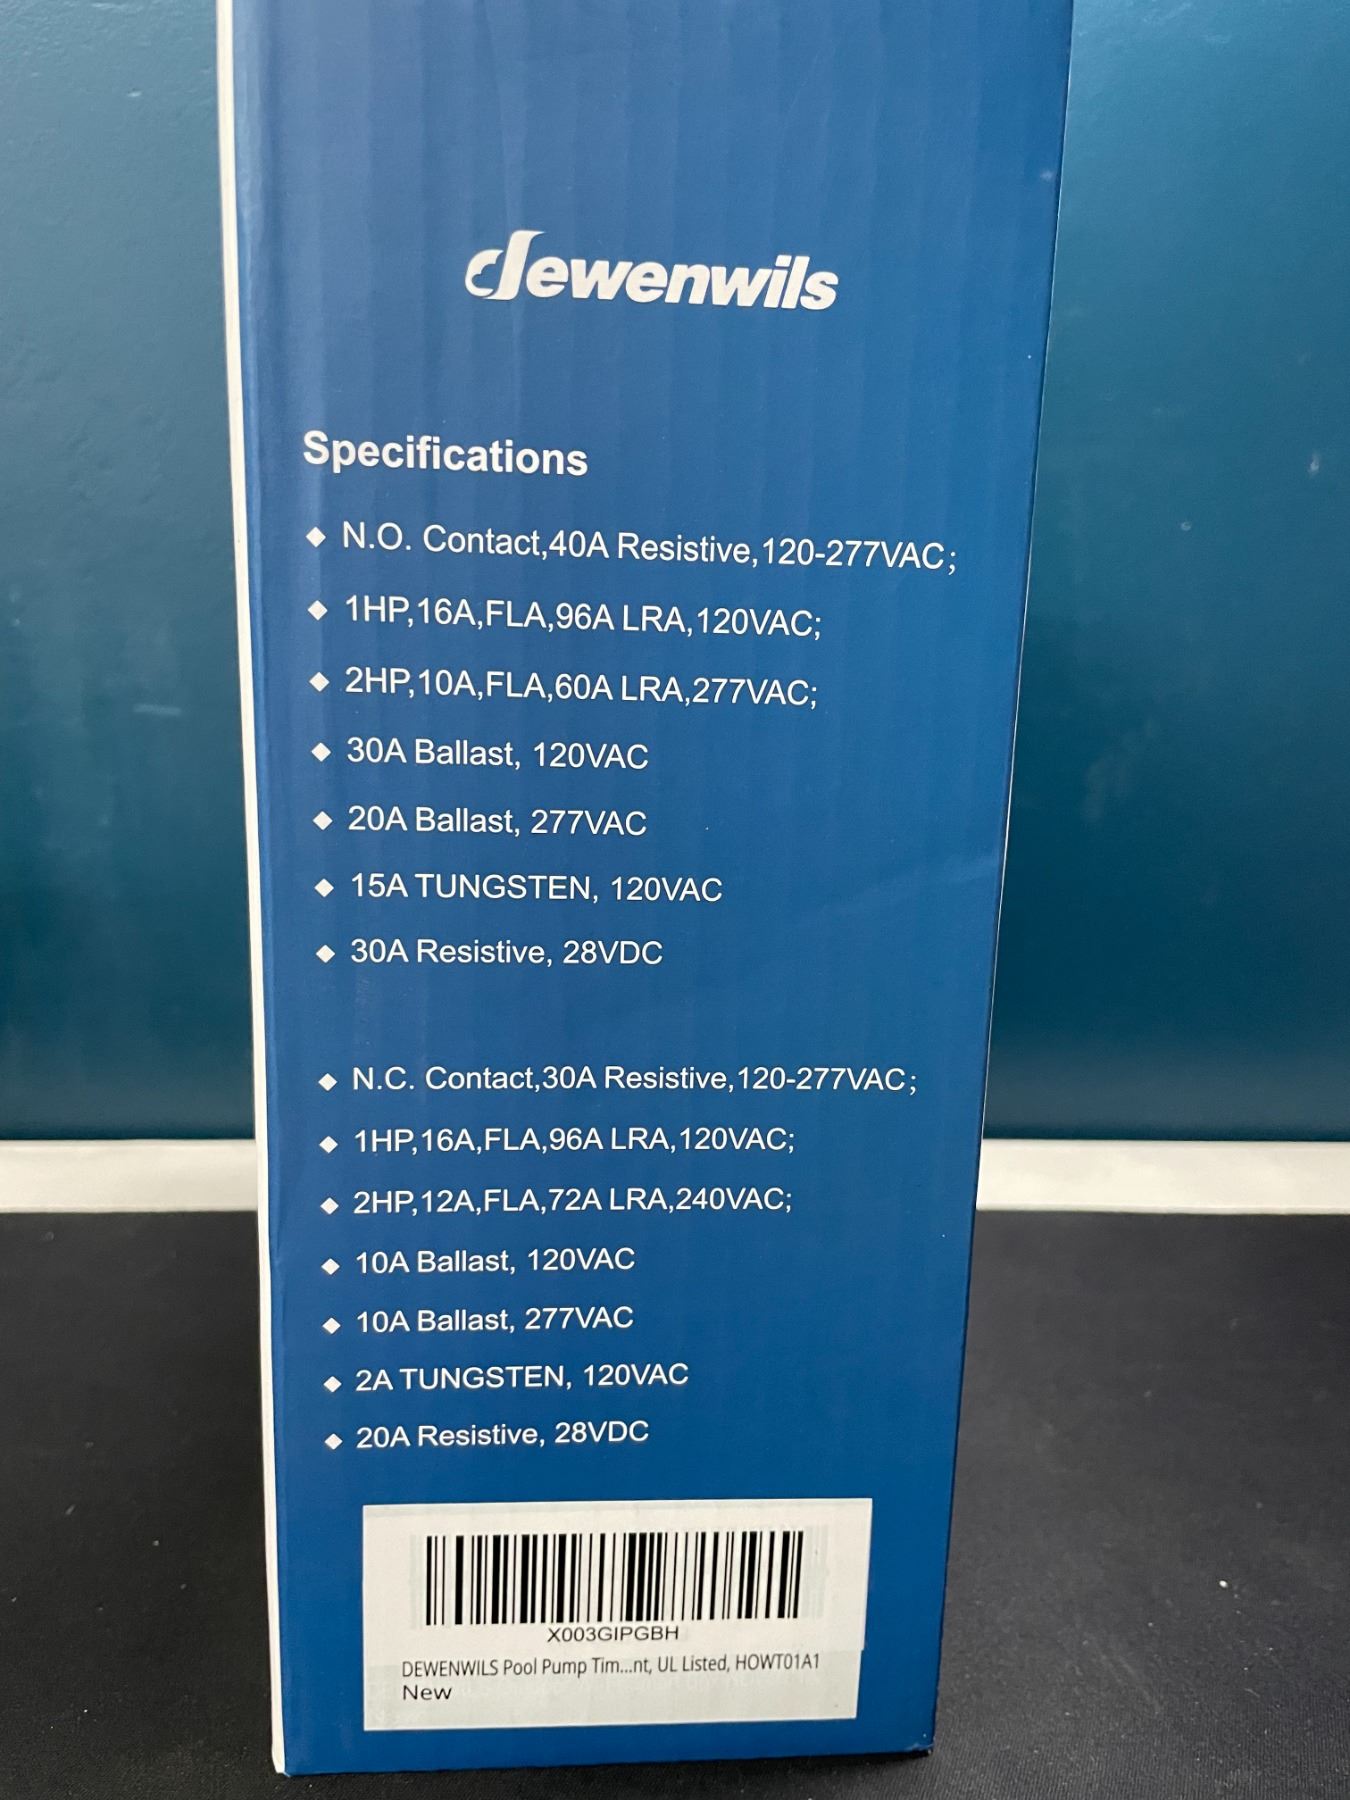 dewenwils
Specifications
◆ N.O. Contact,40A Resistive,120-277VAC;
◆ 1HP,16A,FLA,96A LRA,120VAC;
◆ 2HP,10A,FLA,60A LRA,277VAC;
◆ 30A Ballast, 120VAC
◆ 20A Ballast, 277VAC
◆ 15A TUNGSTEN, 120VAC
◆ 30A Resistive, 28VDC
◆ N.C. Contact,30A Resistive,120-277VAC;
◆ 1HP,16A,FLA,96A LRA,120VAC;
◆ 2HP,12A,FLA,72A LRA,240VAC;
◆ 10A Ballast, 120VAC
◆ 10A Ballast, 277VAC
◆ 2A TUNGSTEN, 120VAC
◆ 20A Resistive, 28VDC
X003GIPGBH
DEWENWILS Pool Pump Tim...nt, UL Listed, HOWT01A1
New